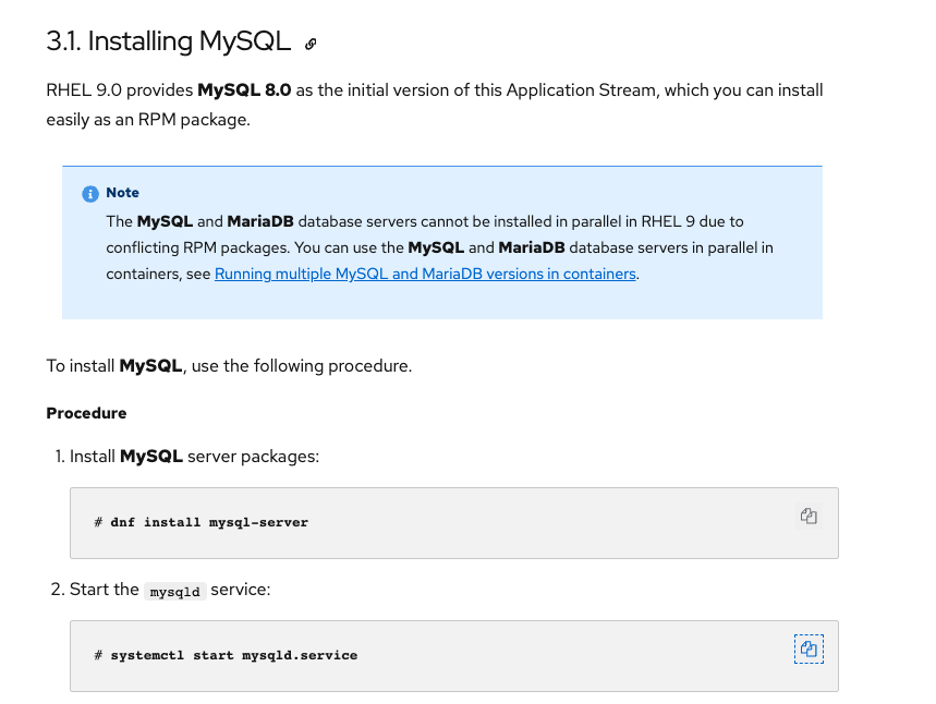 3.1. Installing MySQL
RHEL 9.0 provides MySQL 8.0 as the initial version of this Application Stream, which you can install
easily as an RPM package.
Note
The MySQL and MariaDB database servers cannot be installed in parallel in RHEL 9 due to
conflicting RPM packages. You can use the MySQL and MariaDB database servers in parallel in
containers, see Running multiple MySQL and MariaDB versions in containers.
To install MySQL, use the following procedure.
Procedure
1. Install MySQL server packages:
# dnf install mysql-server
2. Start the mysqld service:
# systemctl start mysqld.service